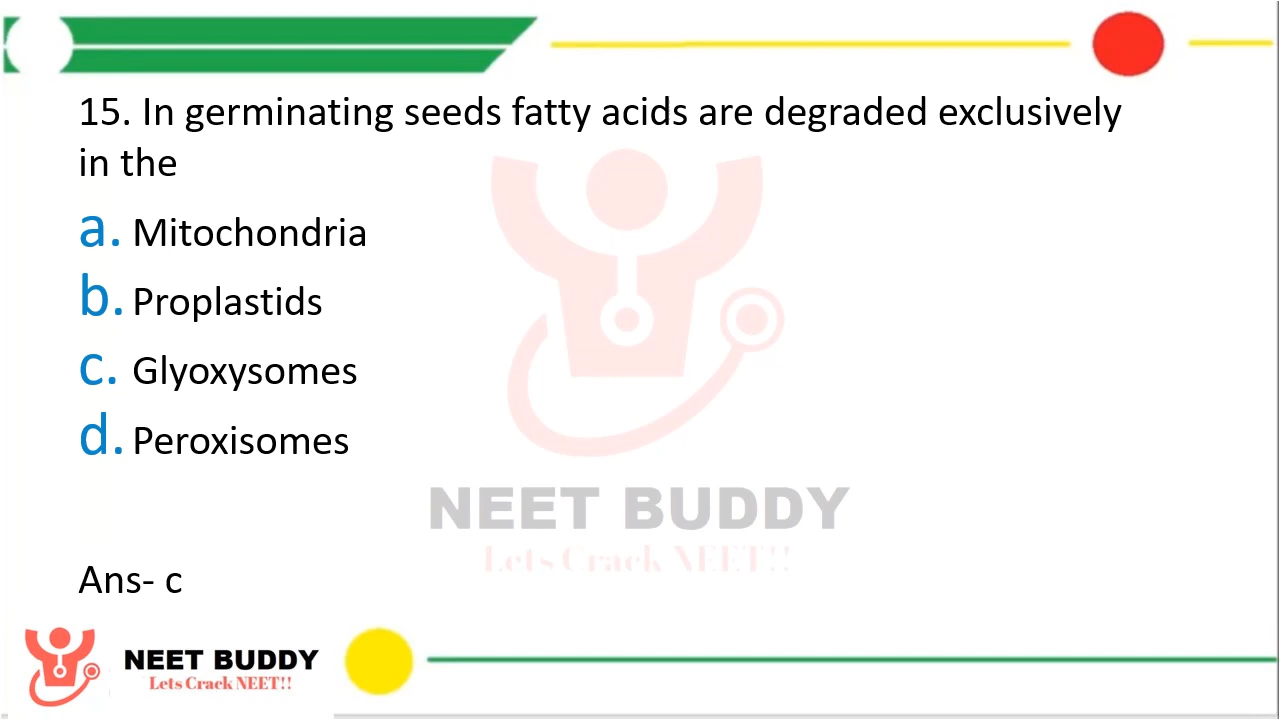 15. In germinating seeds fatty acids are degraded exclusively
in the
a. Mitochondria
b. Proplastids
c. Glyoxysomes
d. Peroxisomes
NEET BUDDY
Lets Crack NEET!!
Ans- c
NEET BUDDY
Lets Crack NEET!!